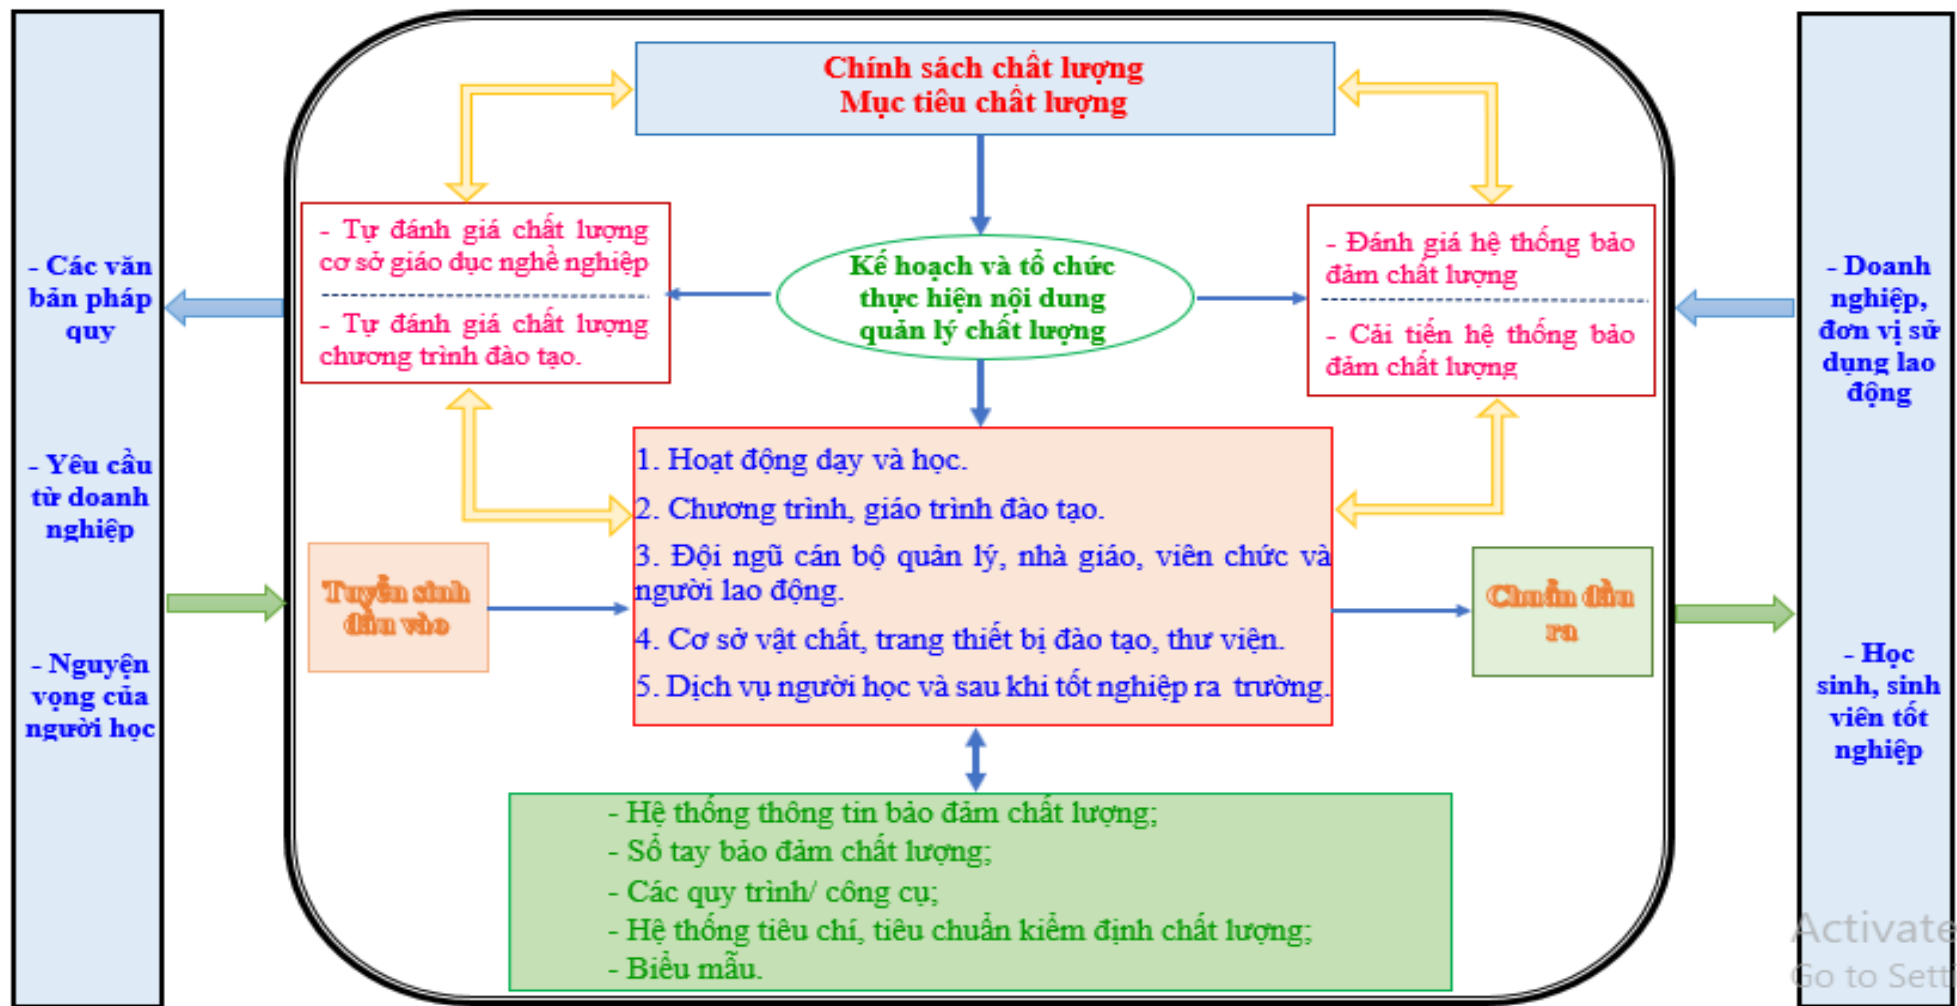 Chính sách chất lượng
Mục tiêu chất lượng
- Tự đánh giá chất lượng
cơ sở giáo dục nghề nghiệp
- Tự đánh giá chất lượng
chương trình đào tạo.
Kế hoạch và tổ chức
thực hiện nội dung
quản lý chất lượng
- Đánh giá hệ thống bảo
đảm chất lượng
- Cải tiến hệ thống bảo
đảm chất lượng
- Các văn
bản pháp
quy
- Yêu cầu
từ doanh
nghiệp
- Nguyện
vọng của
người học
Tuyển sinh
đầu vào
1. Hoạt động dạy và học.
2. Chương trình, giáo trình đào tạo.
3. Đội ngũ cán bộ quản lý, nhà giáo, viên chức và
người lao động.
4. Cơ sở vật chất, trang thiết bị đào tạo, thư viện.
5. Dịch vụ người học và sau khi tốt nghiệp ra trường.
Chuẩn đầu
ra
- Doanh
nghiệp,
đơn vị sử
dụng lao
động
- Học
sinh, sinh
viên tốt
nghiệp
- Hệ thống thông tin bảo đảm chất lượng;
- Sổ tay bảo đảm chất lượng;
- Các quy trình/ công cụ;
- Hệ thống tiêu chí, tiêu chuẩn kiểm định chất lượng;
- Biểu mẫu.
Activate
Go to Sett